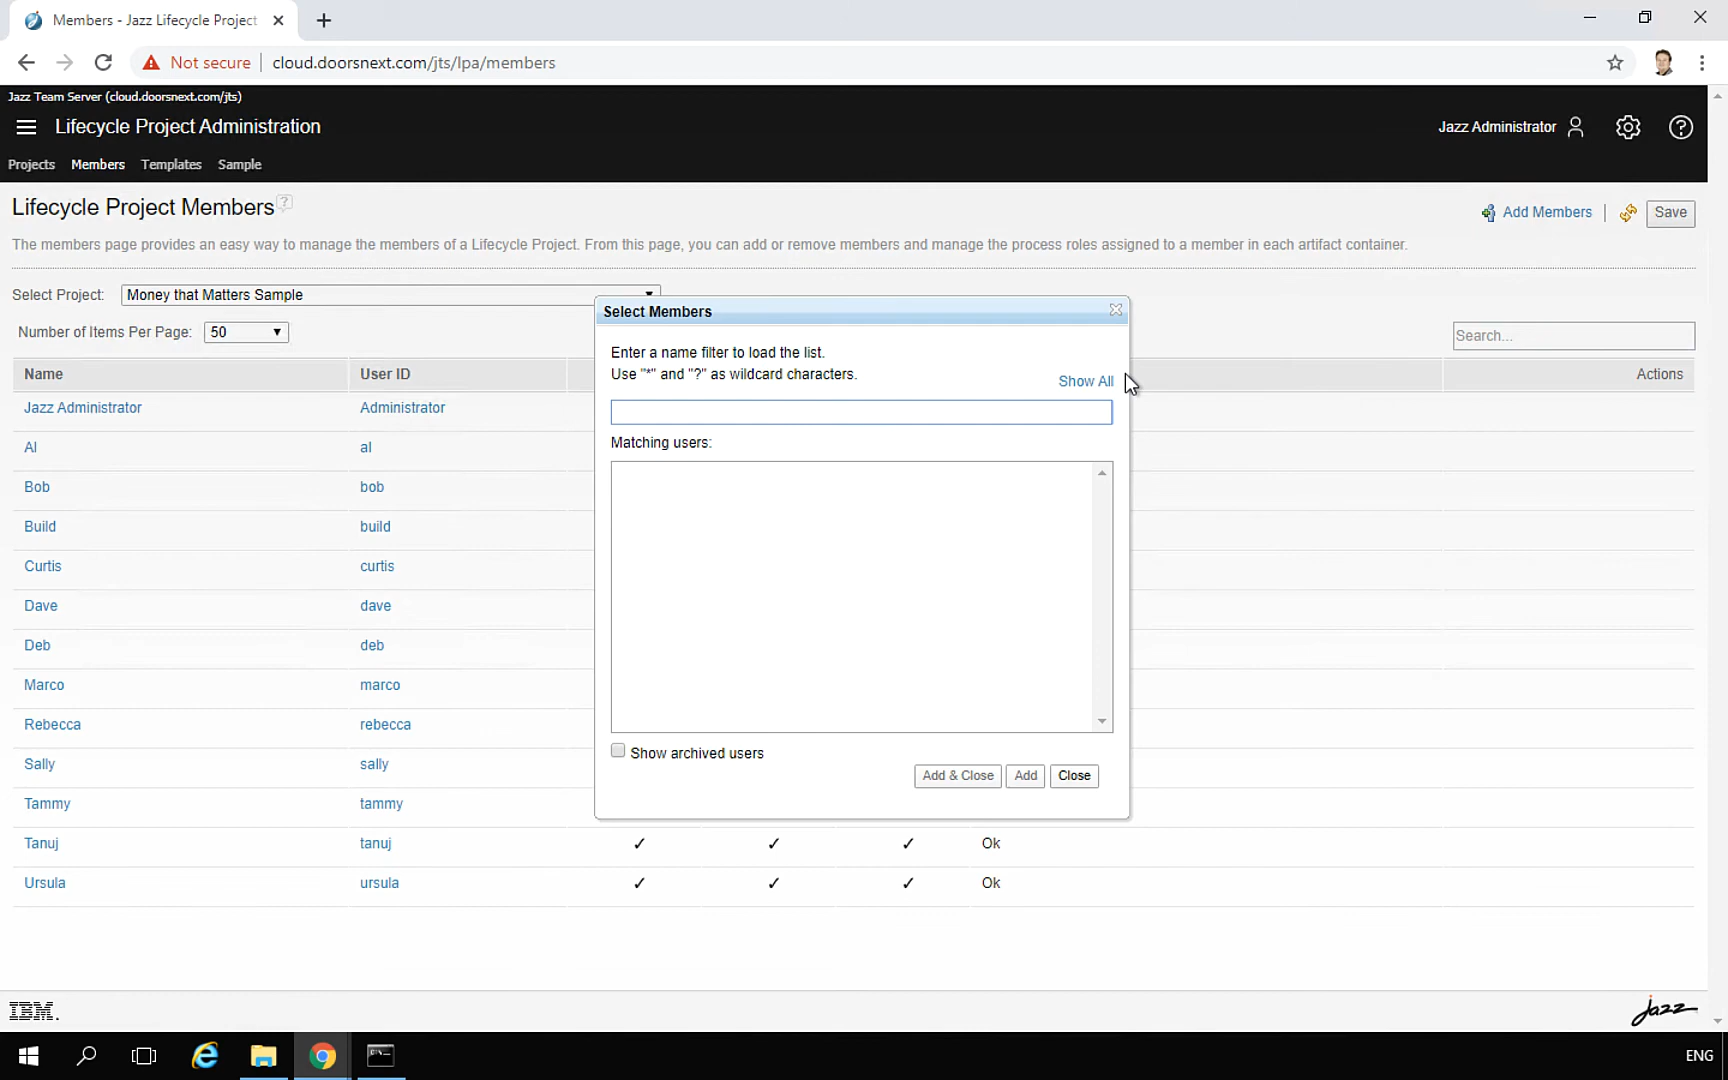 Members - Jazz Lifecycle Project
Not secure
cloud.doorsnext.com/jts/lpa/members
Jazz Team Server (cloud.doorsnext.com/jts)
Lifecycle Project Administration
Jazz Administrator
Projects Members Templates Sample
Lifecycle Project Members ?
Add Members
Save
The members page provides an easy way to manage the members of a Lifecycle Project. From this page, you can add or remove members and manage the process roles assigned to a member in each artifact container.
Select Project: Money that Matters Sample
Number of Items Per Page: 50
Search...
Name User ID Actions
Jazz Administrator Administrator
Al al
Bob bob
Build build
Curtis curtis
Dave dave
Deb deb
Marco marco
Rebecca rebecca
Sally sally
Tammy tammy
Tanuj tanuj ✓ ✓ ✓ Ok
Ursula ursula ✓ ✓ ✓ Ok
Select Members
Enter a name filter to load the list.
Use "*" and "?" as wildcard characters.
Show All
Matching users:
Show archived users
Add & Close Add Close
IBM.
jazz
ENG